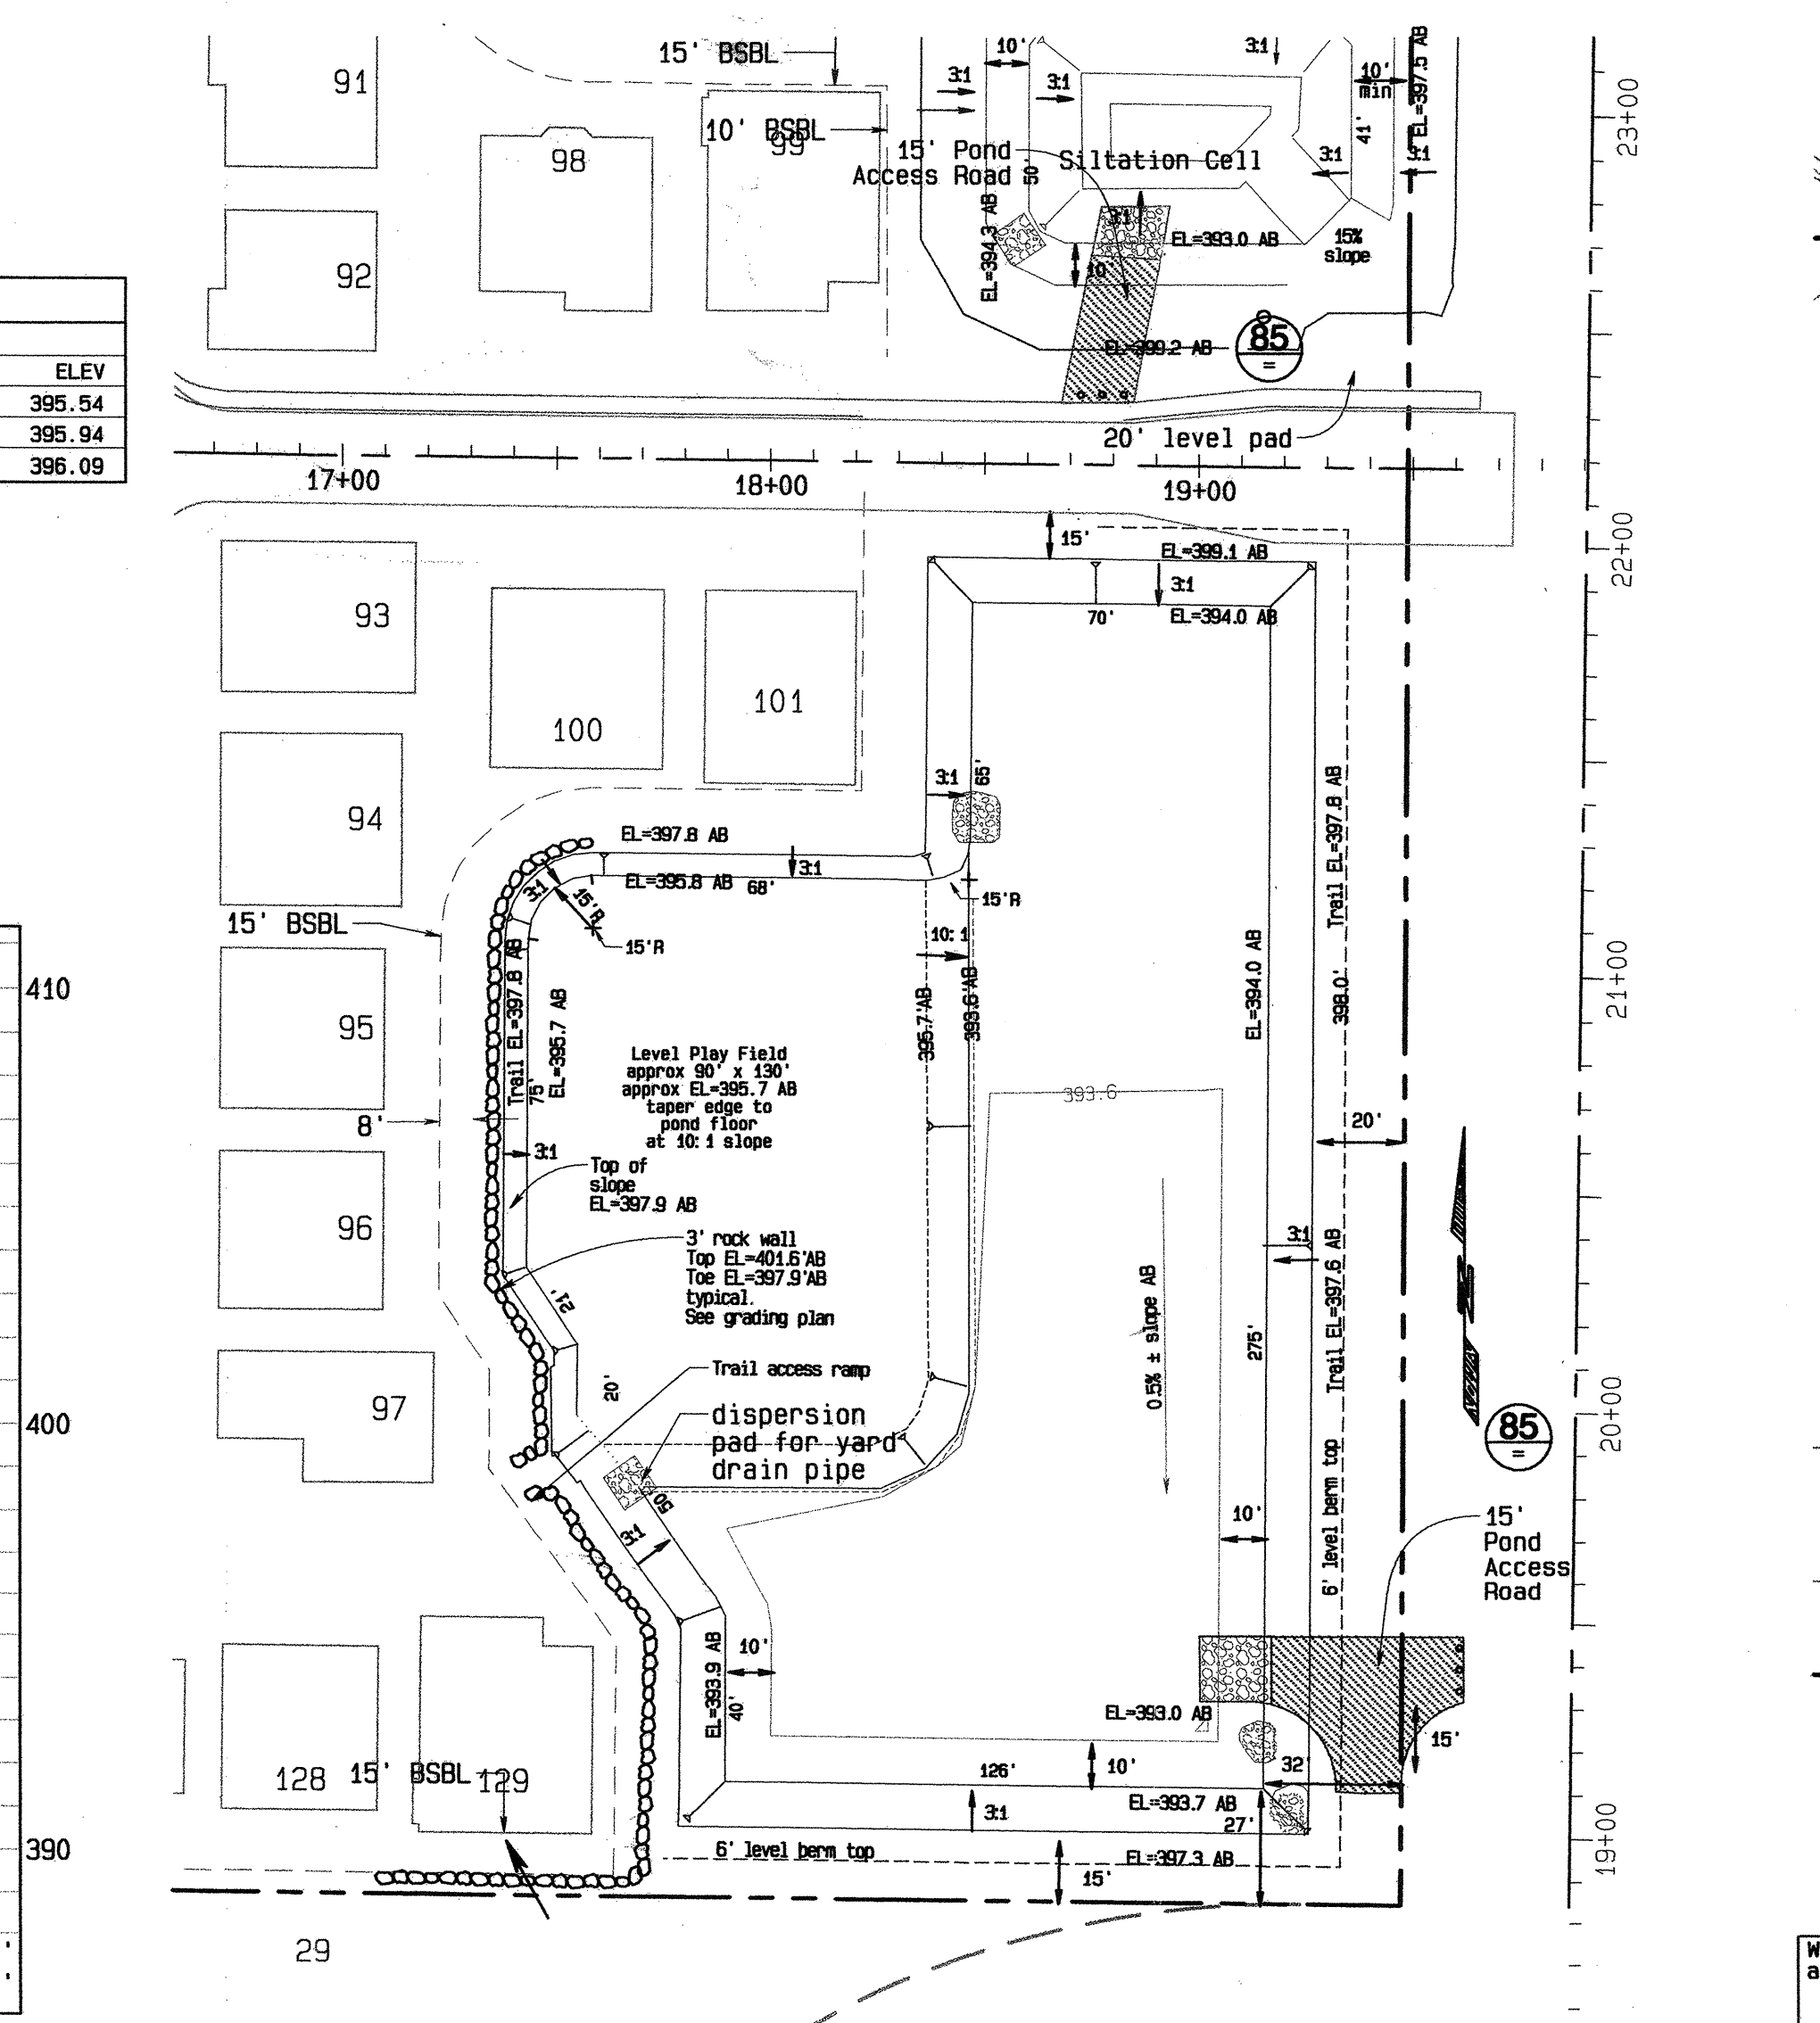 15' BSBL
91
10' BSBL
98
99
92
15' Pond
Access Road
50'
Siltation Cell
10'
3:1
3:1
3:1
10'
min
41'
3:1
3:1
EL=397.5 AB
23+00
EL=394.3 AB
3:1
EL=393.0 AB
15%
slope
10'
EL=399.2 AB
85
=
ELEV
395.54
395.94
396.09
20' level pad
17+00
18+00
19+00
22+00
15'
EL=399.1 AB
3:1
70'
EL=394.0 AB
93
100
101
94
3:1
65'
EL=397.8 AB
EL=395.8 AB
68'
3:1
3:1
15'R
15'R
15'R
15' BSBL
10:1
395.7'AB
393.6'AB
Trail EL=397.8 AB
EL=395.7 AB
75'
EL=394.0 AB
Trail EL=397.8 AB
398.0'
21+00
410
95
8'
Level Play Field
approx 90' x 130'
approx EL=395.7 AB
taper edge to
pond floor
at 10:1 slope
393.6
20'
3:1
Top of
slope
EL=397.9 AB
96
3' rock wall
Top EL=401.6'AB
Toe EL=397.9'AB
typical.
See grading plan
21'
3:1
Trail EL=397.6 AB
0.5% ± slope AB
275'
N
97
20'
Trail access ramp
dispersion
pad for yard
drain pipe
50
400
20+00
85
=
6' level berm top
10'
15'
Pond
Access
Road
3:1
EL=393.9 AB
40'
10'
EL=393.0 AB
15'
128
15' BSBL
129
126'
10'
32'
EL=393.7 AB
3:1
27'
6' level berm top
EL=397.3 AB
15'
390
19+00
29
W
a